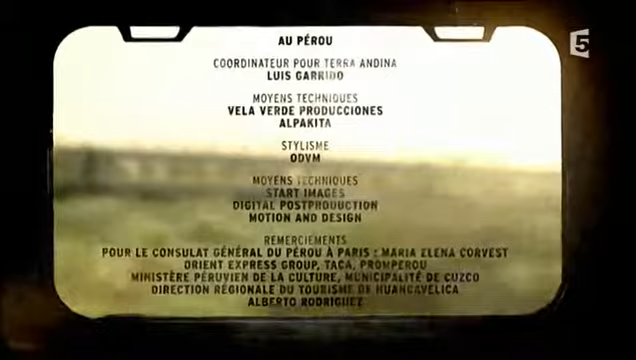 5
AU PÉROU
COORDINATEUR POUR TERRA ANDINA
LUIS GARRIDO
MOYENS TECHNIQUES
VELA VERDE PRODUCCIONES
ALPAKITA
STYLISME
ODVM
MOYENS TECHNIQUES
START IMAGES
DIGITAL POSTPRODUCTION
MOTION AND DESIGN
REMERCIEMENTS
POUR LE CONSULAT GÉNÉRAL DU PÉROU À PARIS : MARIA ELENA CORVEST
ORIENT EXPRESS GROUP, TACA, PROMPEROU
MINISTÈRE PÉRUVIEN DE LA CULTURE, MUNICIPALITÉ DE CUZCO
DIRECTION RÉGIONALE DU TOURISME DE HUANCAVELICA
ALBERTO RODRIGUEZ